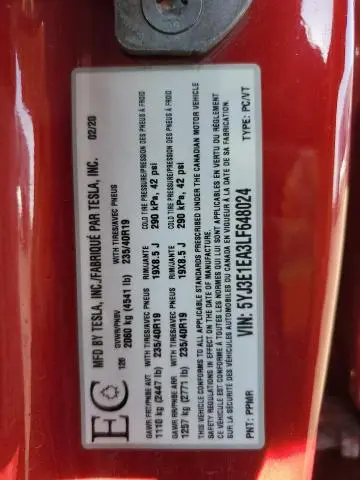 MFD BY TESLA, INC./FABRIQUÉ PAR TESLA, INC. 02/20
EC
126
GVWR/PNBV WITH TIRES/AVEC PNEUS COLD TIRE PRESSURE/PRESSION DES PNEUS À FROID
2060 kg (4541 lb) 235/40R19 290 kPa, 42 psi
GAWR FRT/PNBE AVT WITH TIRES/AVEC PNEUS RIM/JANTE COLD TIRE PRESSURE/PRESSION DES PNEUS À FROID
1110 kg (2447 lb) 235/40R19 19X8.5 J 290 kPa, 42 psi
GAWR RR/PNBE ARR WITH TIRES/AVEC PNEUS RIM/JANTE
1257 kg (2771 lb) 235/40R19 19X8.5 J
THIS VEHICLE CONFORMS TO ALL APPLICABLE STANDARDS PRESCRIBED UNDER THE CANADIAN MOTOR VEHICLE
SAFETY REGULATIONS IN EFFECT ON THE DATE OF MANUFACTURE.
CE VÉHICULE EST CONFORME À TOUTES LES NORMES QUI LUI SONT APPLICABLES EN VERTU DU RÈGLEMENT
SUR LA SÉCURITÉ DES VÉHICULES AUTOMOBILES DU CANADA EN VIGUEUR À LA DATE DE SA FABRICATION.
PNT: PPMR VIN: 5YJ3E1EA3LF648024 TYPE: PC/VT